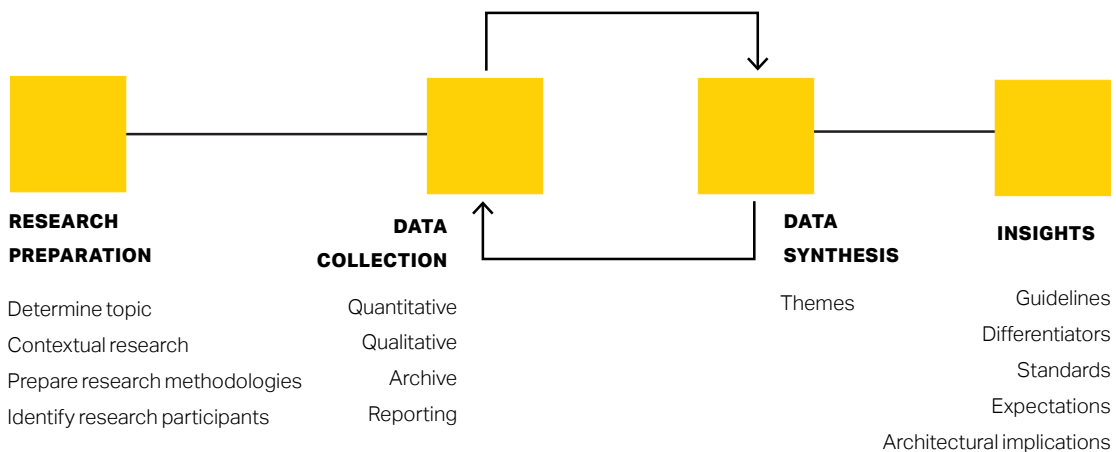 RESEARCH
PREPARATION
Determine topic
Contextual research
Prepare research methodologies
Identify research participants
DATA
COLLECTION
Quantitative
Qualitative
Archive
Reporting
DATA
SYNTHESIS
Themes
INSIGHTS
Guidelines
Differentiators
Standards
Expectations
Architectural implications